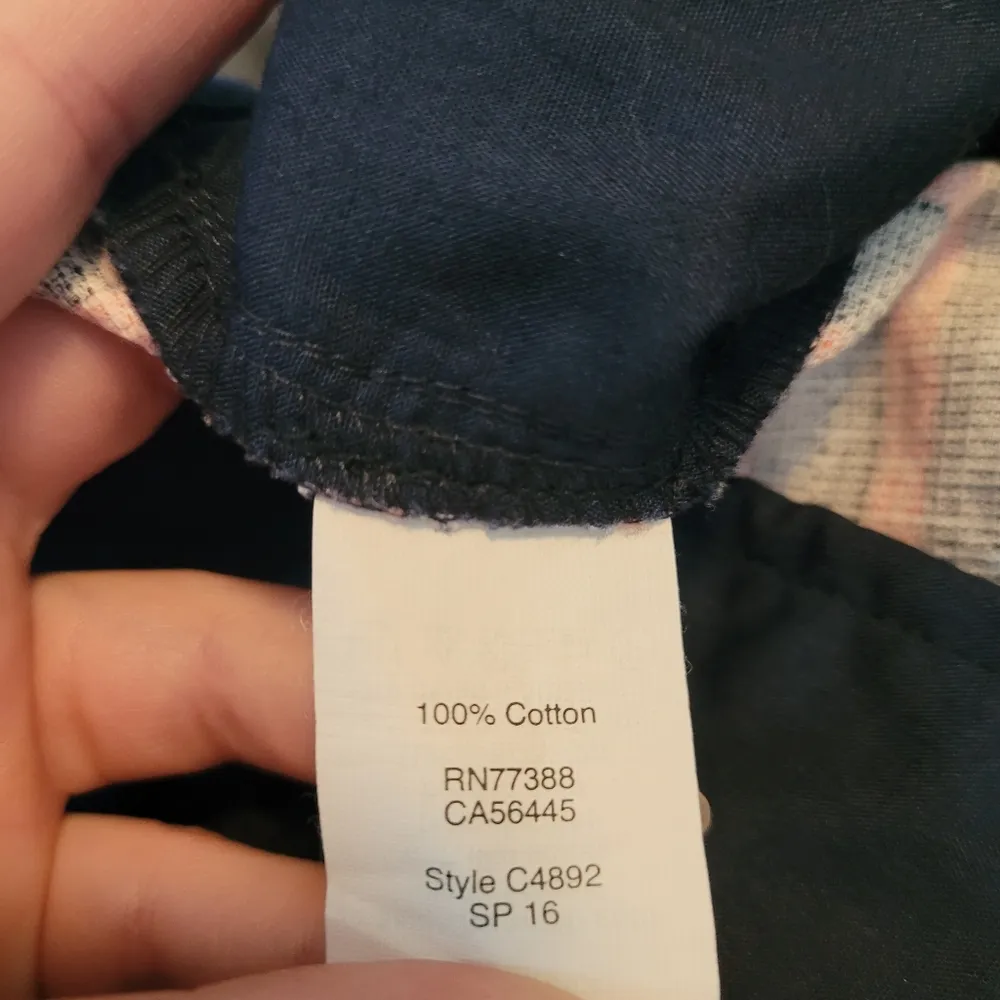 100% Cotton
RN77388
CA56445
Style C4892
SP 16